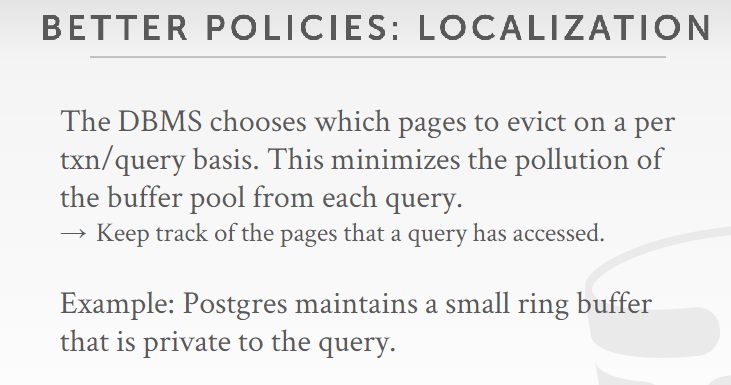 BETTER POLICIES: LOCALIZATION
The DBMS chooses which pages to evict on a per
txn/query basis. This minimizes the pollution of
the buffer pool from each query.
→ Keep track of the pages that a query has accessed.
Example: Postgres maintains a small ring buffer
that is private to the query.